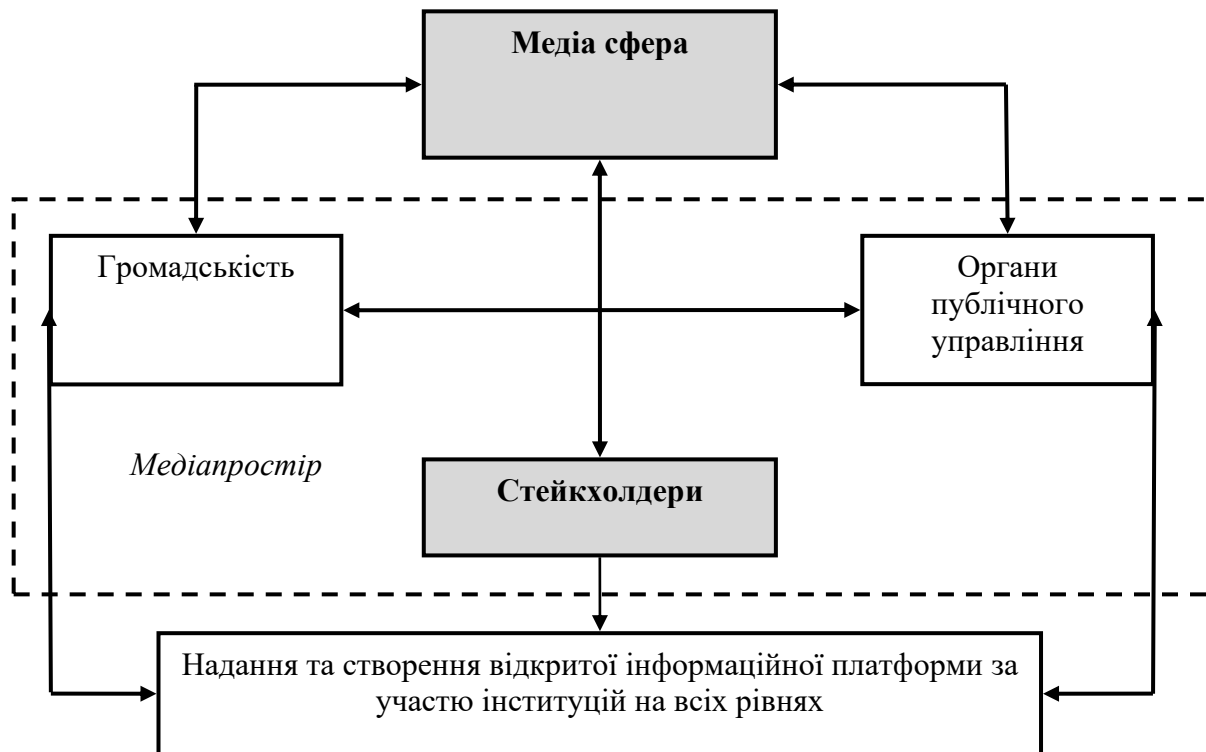 Медіа сфера
Громадськість
Органи
публічного
управління
Медіапростір
Стейкхолдери
Надання та створення відкритої інформаційної платформи за
участю інституцій на всіх рівнях